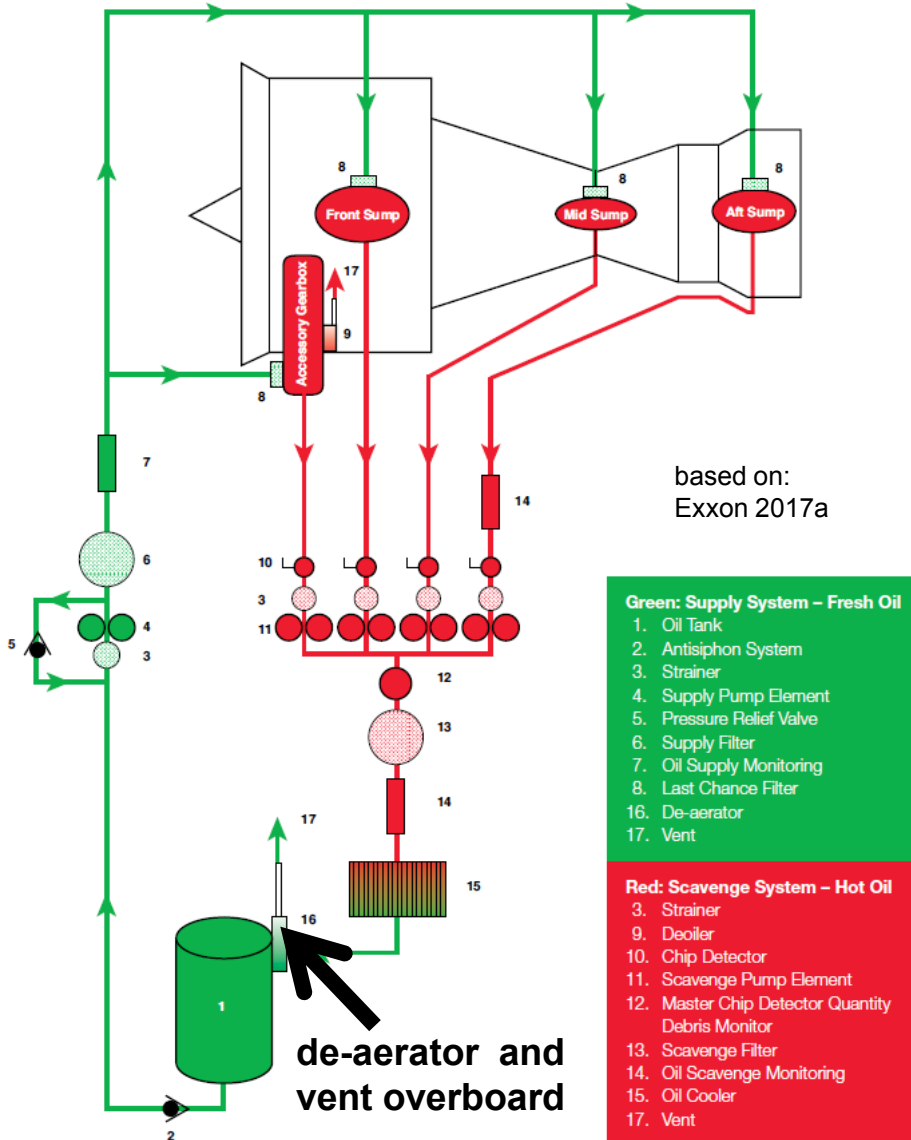 8
8
8
Front Sump
Mid Sump
Aft Sump
17
Accessory Gearbox
9
8
7
14
based on:
Exxon 2017a
6
10
3
5
4
11
3
12
13
14
17
15
16
1
de-aerator and
vent overboard
2
Green: Supply System – Fresh Oil
1. Oil Tank
2. Antisiphon System
3. Strainer
4. Supply Pump Element
5. Pressure Relief Valve
6. Supply Filter
7. Oil Supply Monitoring
8. Last Chance Filter
16. De-aerator
17. Vent
Red: Scavenge System – Hot Oil
3. Strainer
9. Deoiler
10. Chip Detector
11. Scavenge Pump Element
12. Master Chip Detector Quantity
Debris Monitor
13. Scavenge Filter
14. Oil Scavenge Monitoring
15. Oil Cooler
17. Vent